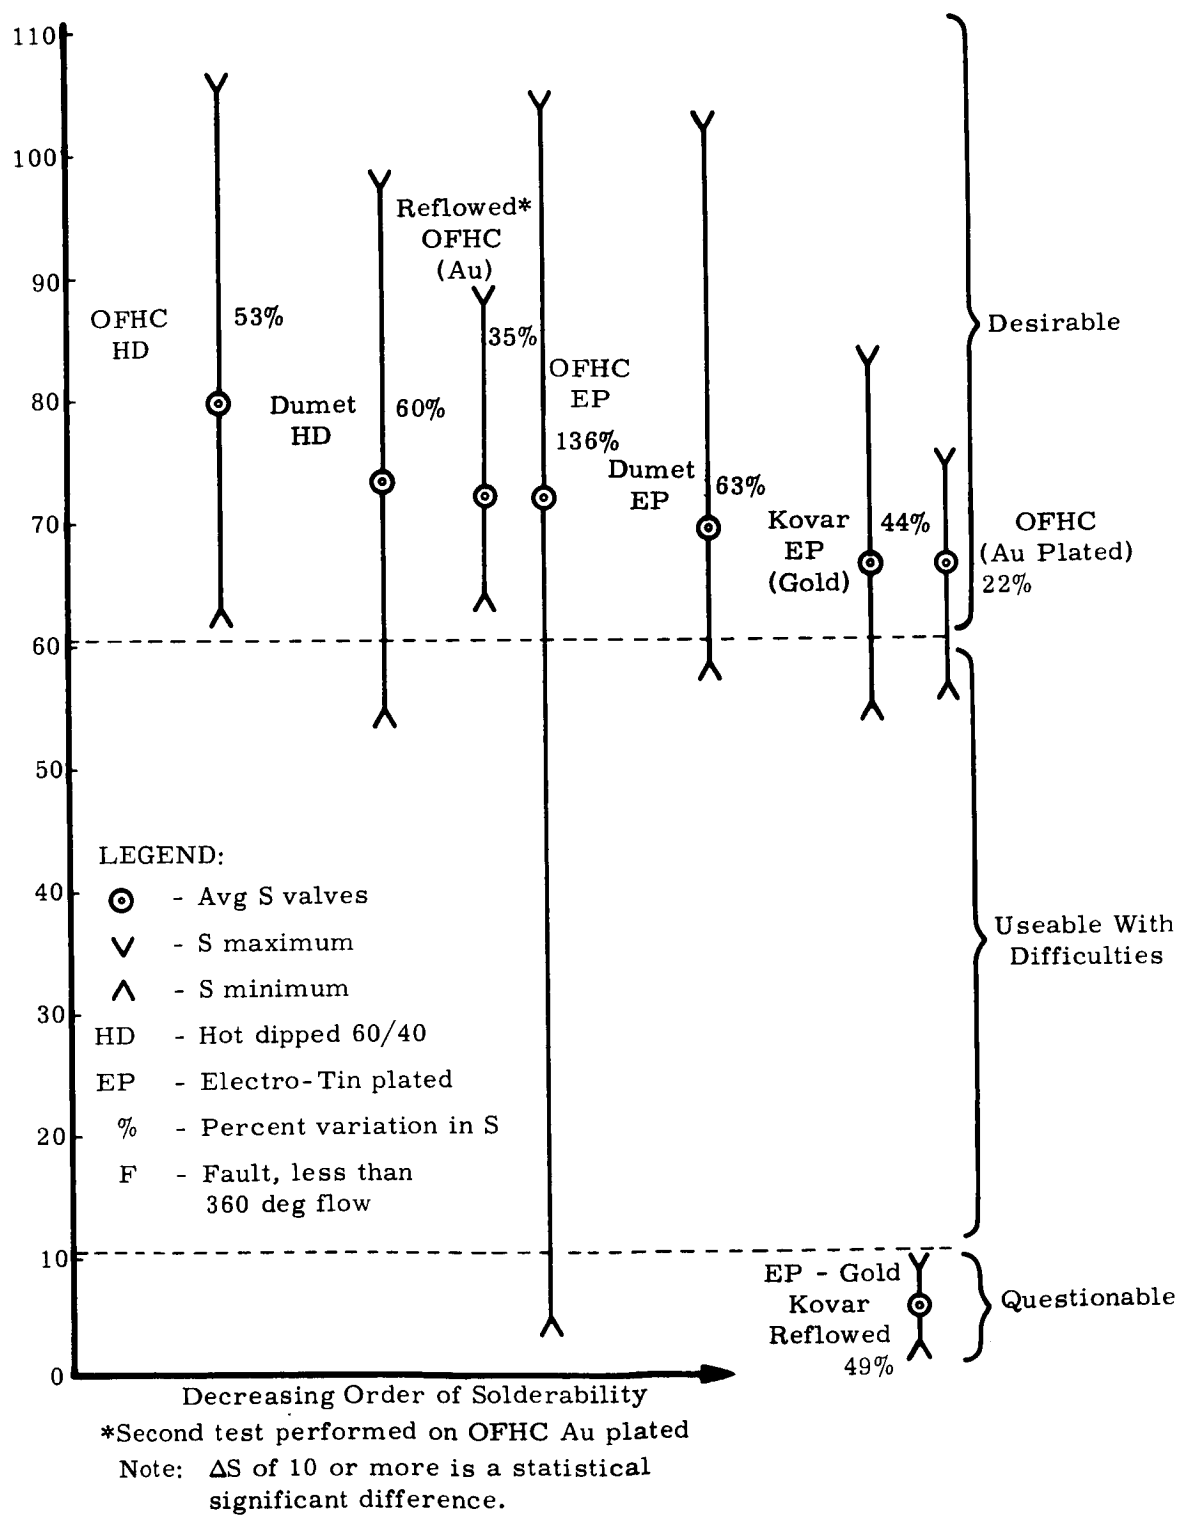 110
100
90
80
70
60
50
40
30
20
10
0
OFHC
HD
53%
Dumet
HD
60%
Reflowed*
OFHC
(Au)
35%
OFHC
EP
136%
Dumet
EP
63%
Kovar
EP
(Gold)
44%
OFHC
(Au Plated)
22%
Desirable
Useable With
Difficulties
Questionable
EP - Gold
Kovar
Reflowed
49%
LEGEND:
- Avg S valves
- S maximum
- S minimum
HD - Hot dipped 60/40
EP - Electro-Tin plated
% - Percent variation in S
F - Fault, less than
360 deg flow
Decreasing Order of Solderability
*Second test performed on OFHC Au plated
Note: ΔS of 10 or more is a statistical
significant difference.